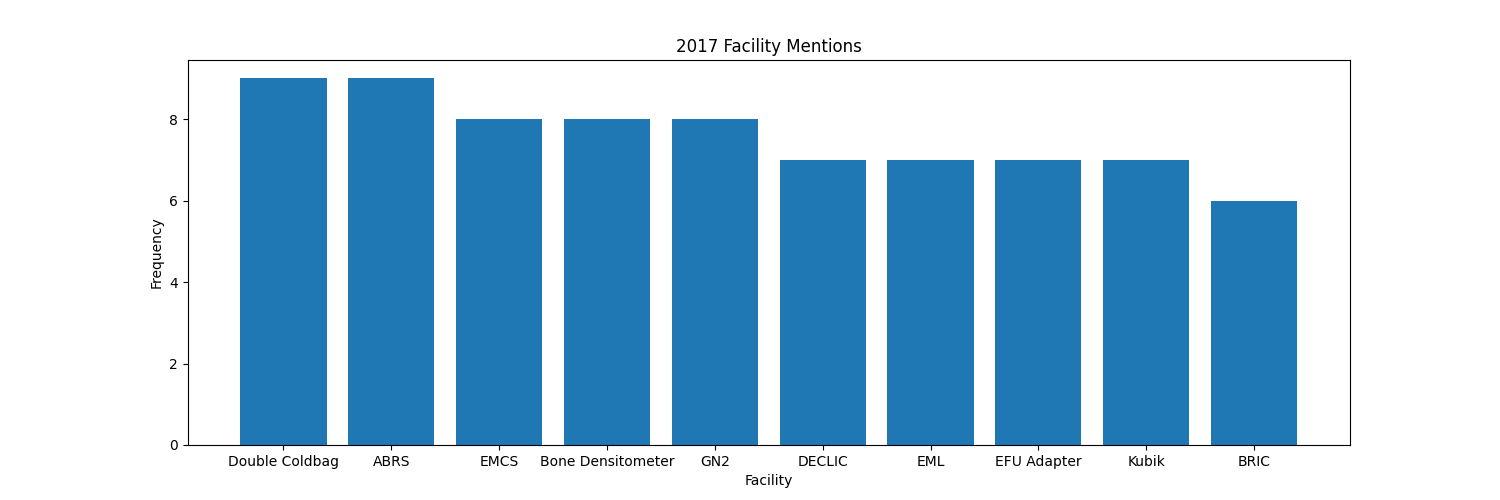 2017 Facility Mentions
Frequency
8
6
4
2
0
Double Coldbag ABRS EMCS Bone Densitometer GN2 DECLIC EML EFU Adapter Kubik BRIC
Facility